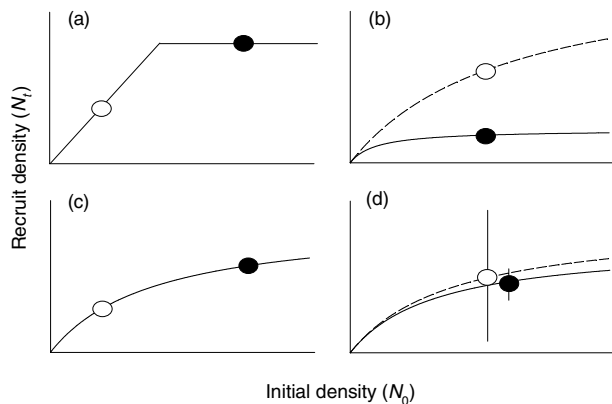 (a)
(b)
(c)
(d)
Recruit density (Nt)
Initial density (N0)